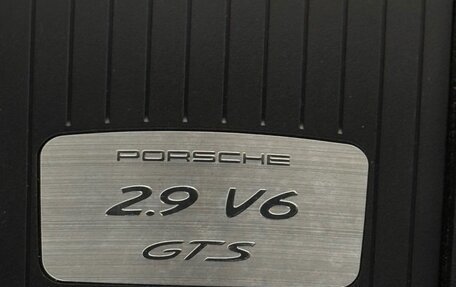 PORSCHE
2.9 V6
GTS